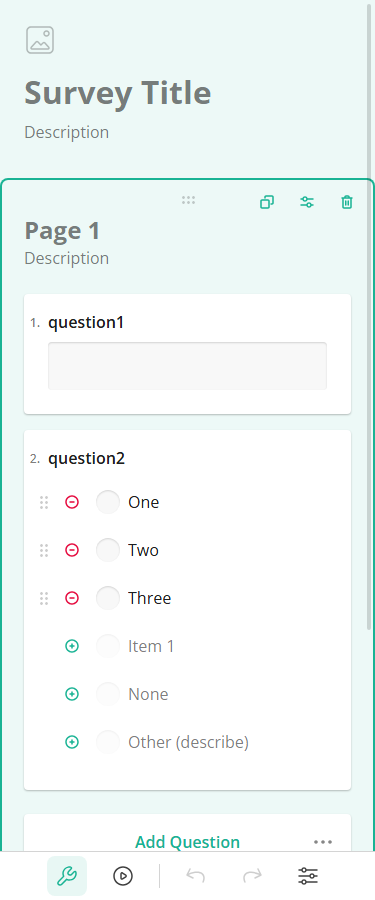 Survey Title
Description
Page 1
Description
1. question1
2. question2
One
Two
Three
Item 1
None
Other (describe)
Add Question